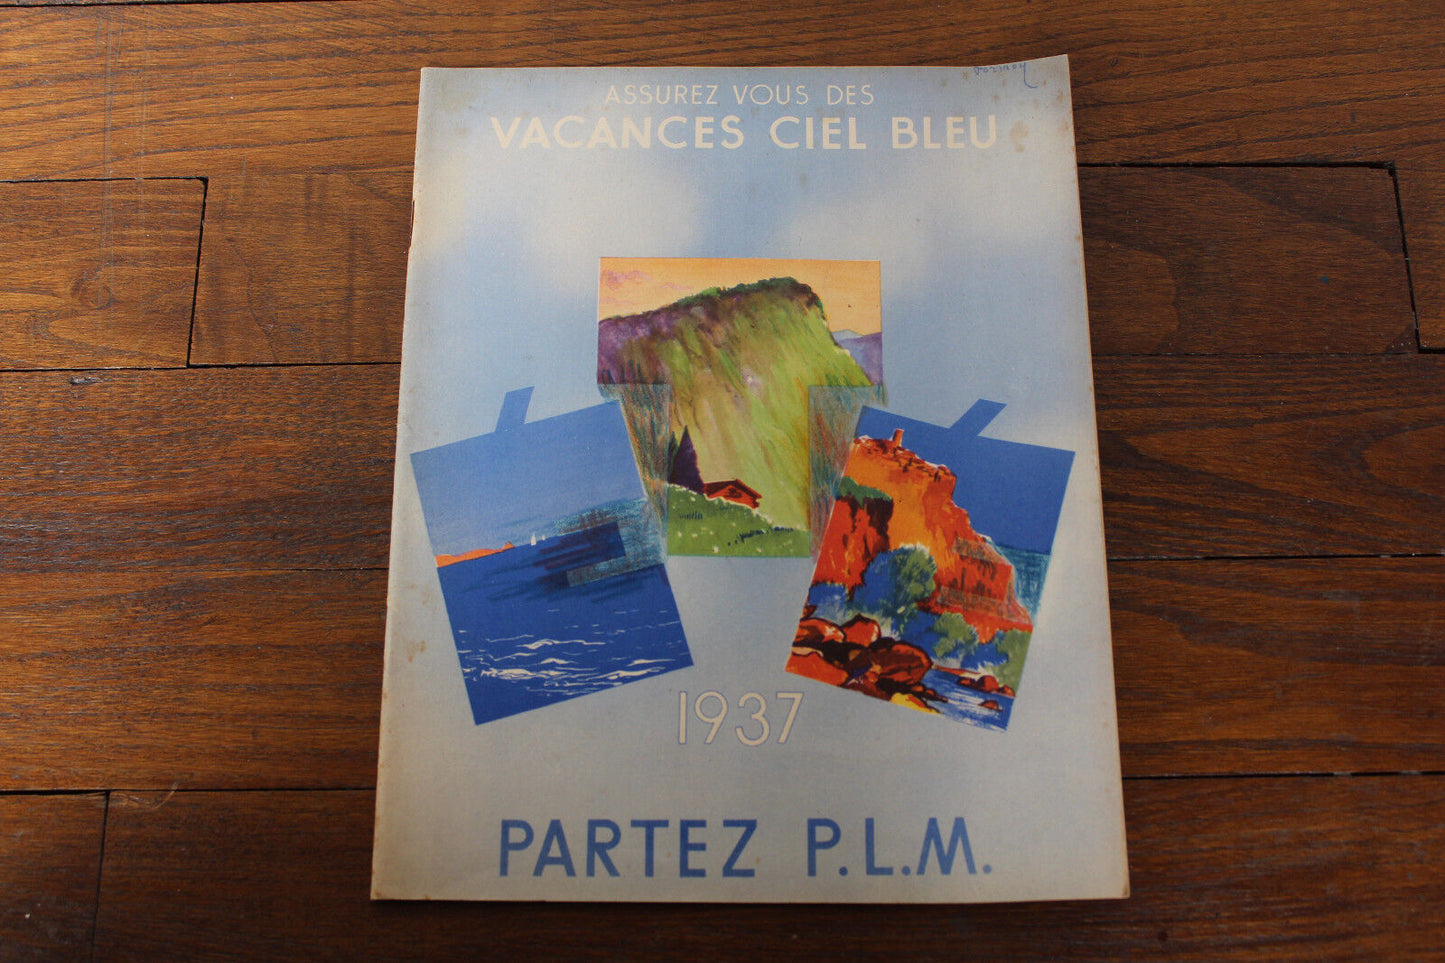 ASSUREZ VOUS DES
VACANCES CIEL BLEU
1937
PARTEZ P.L.M.